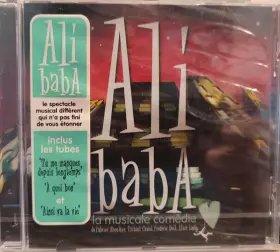 Ali
babA
le spectacle
musical différent
qui n'a pas fini
de vous étonner
inclus
les tubes
"Tu me manques
depuis longtemps"
"A quoi bon"
et
"Ainsi va la vie"
Ali
babA
la musicale comédie